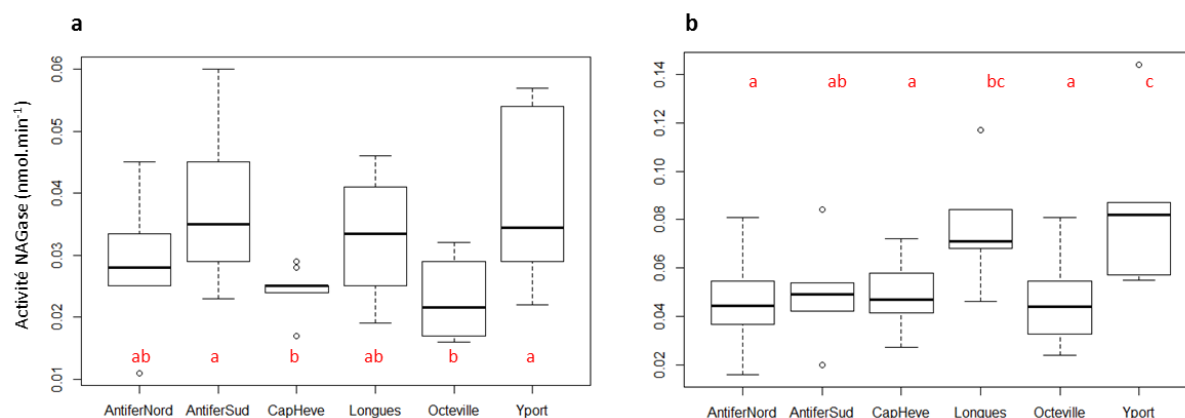 a
Activité NAGase (nmol.min-1)
0.06
0.05
0.04
0.03
0.02
0.01
ab a b ab b a
AntiferNord AntiferSud CapHeve Longues Octeville Yport
b
0.14
0.12
0.10
0.08
0.06
0.04
0.02
a ab a bc a c
AntiferNord AntiferSud CapHeve Longues Octeville Yport